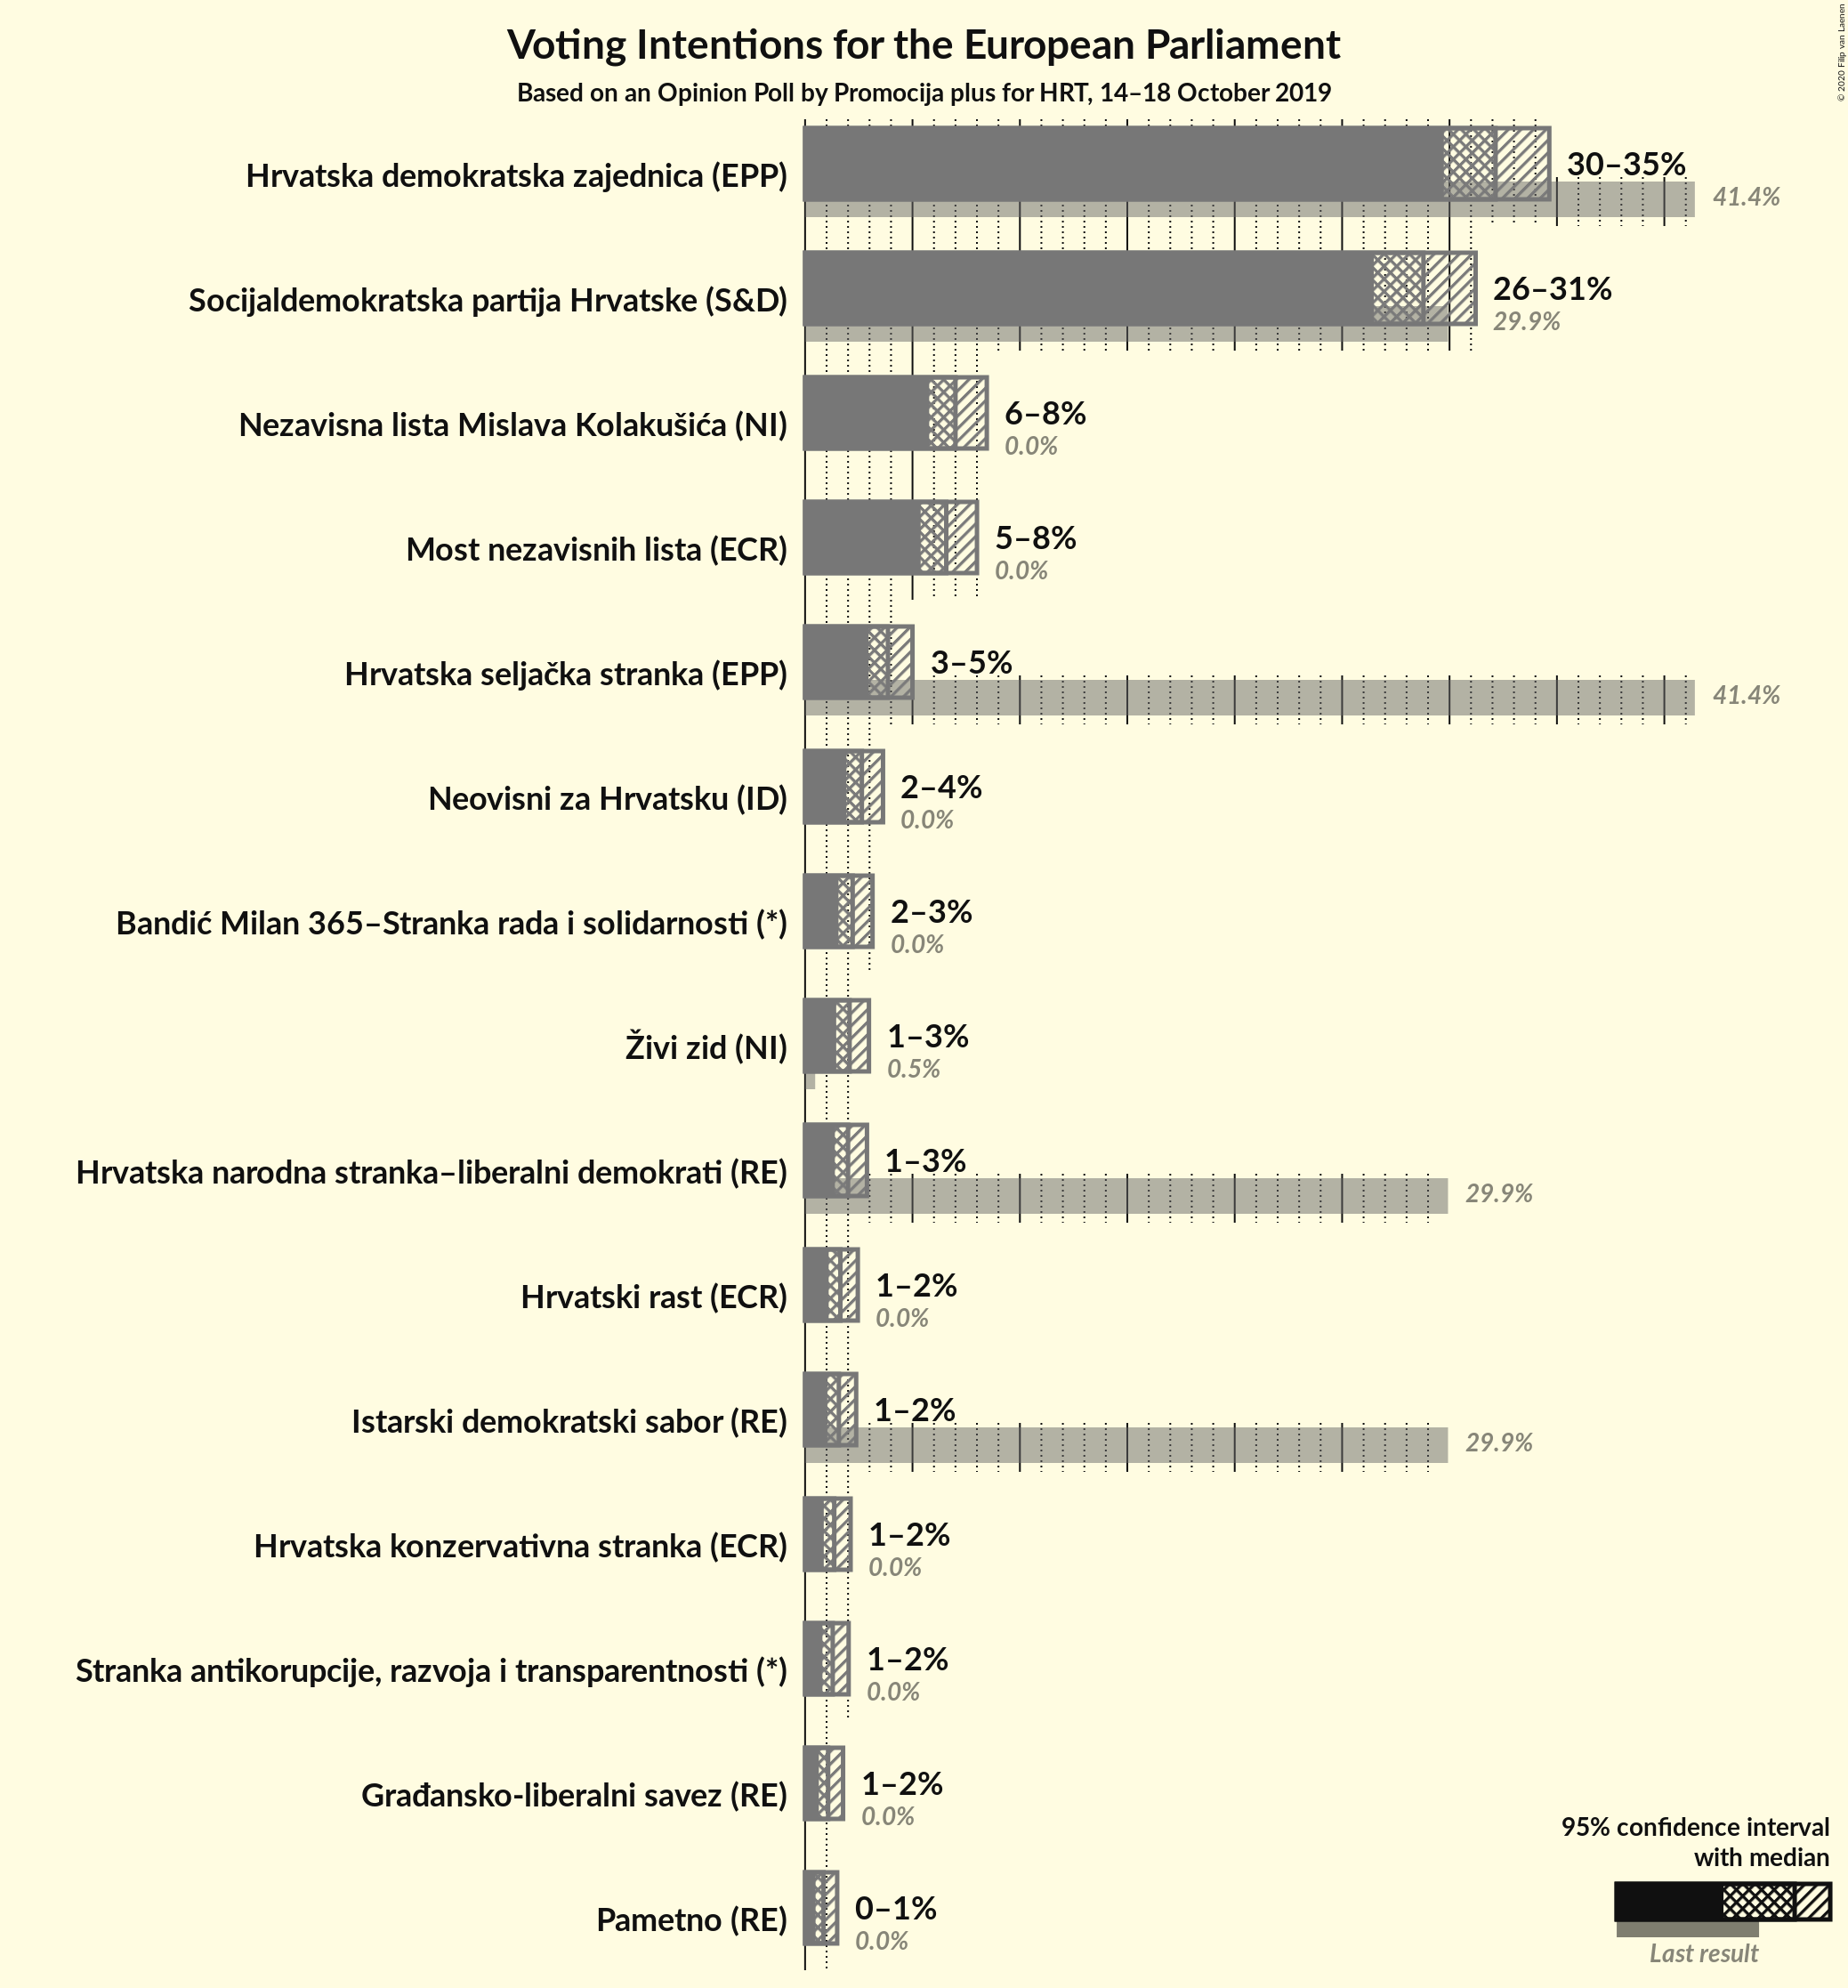 Voting Intentions for the European Parliament
Based on an Opinion Poll by Promocija plus for HRT, 14–18 October 2019
© 2020 Filip van Laenen
Hrvatska demokratska zajednica (EPP)
30–35%
41.4%
Socijaldemokratska partija Hrvatske (S&D)
26–31%
29.9%
Nezavisna lista Mislava Kolakušića (NI)
6–8%
0.0%
Most nezavisnih lista (ECR)
5–8%
0.0%
Hrvatska seljačka stranka (EPP)
3–5%
41.4%
Neovisni za Hrvatsku (ID)
2–4%
0.0%
Bandić Milan 365–Stranka rada i solidarnosti (*)
2–3%
0.0%
Živi zid (NI)
1–3%
0.5%
Hrvatska narodna stranka–liberalni demokrati (RE)
1–3%
29.9%
Hrvatski rast (ECR)
1–2%
0.0%
Istarski demokratski sabor (RE)
1–2%
29.9%
Hrvatska konzervativna stranka (ECR)
1–2%
0.0%
Stranka antikorupcije, razvoja i transparentnosti (*)
1–2%
0.0%
Građansko-liberalni savez (RE)
1–2%
0.0%
Pametno (RE)
0–1%
0.0%
95% confidence interval
with median
Last result